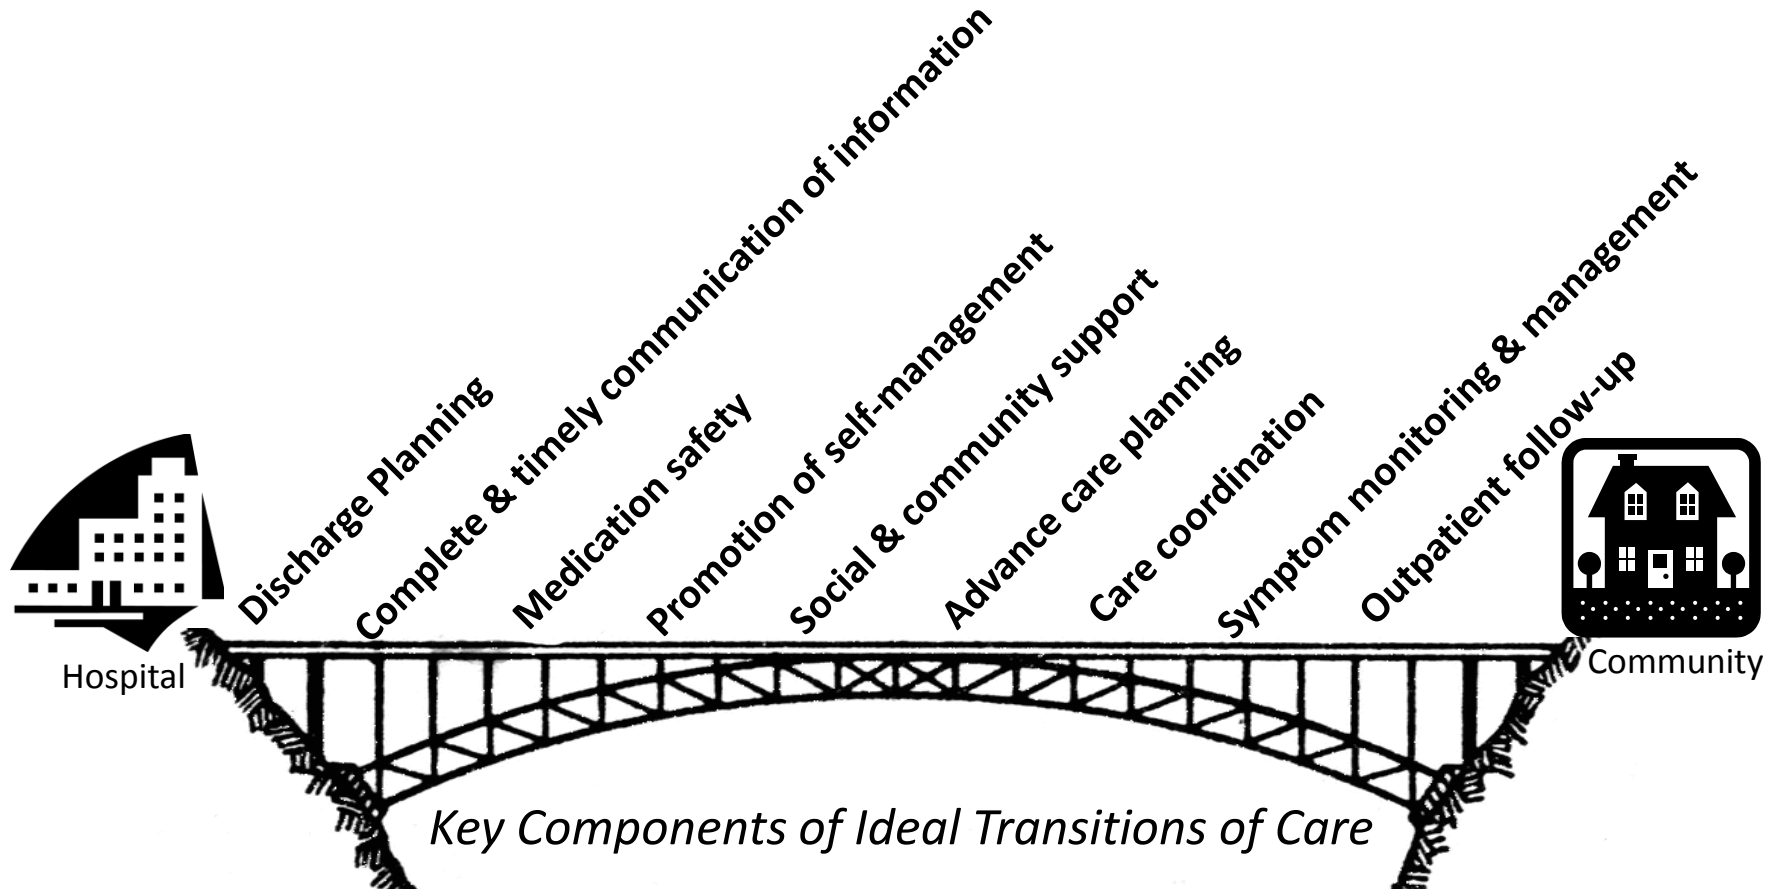 Discharge Planning
Complete & timely communication of information
Medication safety
Promotion of self-management
Social & community support
Advance care planning
Care coordination
Symptom monitoring & management
Outpatient follow-up
Hospital
Community
Key Components of Ideal Transitions of Care